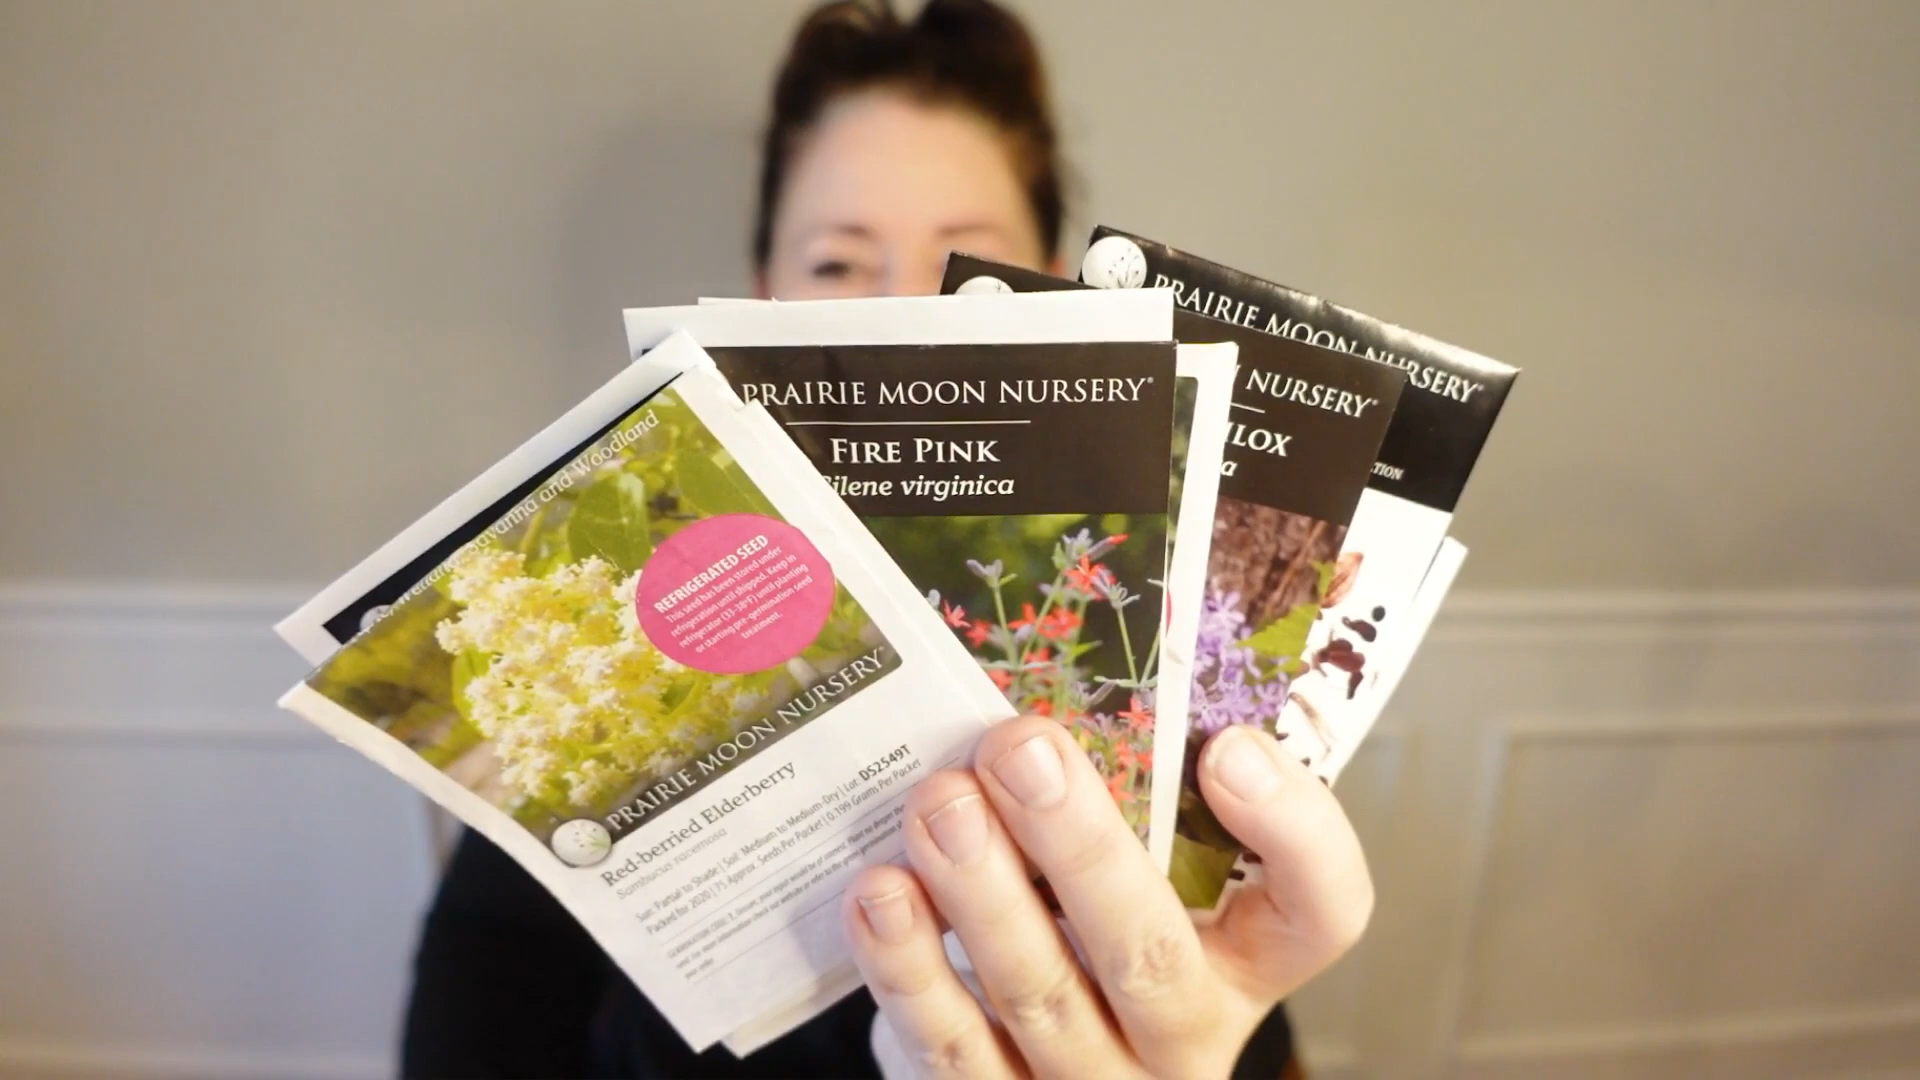 Savanna and Woodland
REFRIGERATED SEED
This seed has been stored under
refrigeration until shipped. Keep in
refrigerator (33-38°F) until planting
or starting pre-germination seed
treatment.
PRAIRIE MOON NURSERY®
Red-berried Elderberry
Sambucus racemosa
Sun: Partial to Shade | Soil: Medium to Medium-Dry | Lot: DS2549T
Packed for 2020 | 75 Approx. Seeds Per Packet | 0.199 Grams Per Packet
PRAIRIE MOON NURSERY®
FIRE PINK
Silene virginica
NURSERY®
LOX
a
PRAIRIE MOON NURSERY®
TION